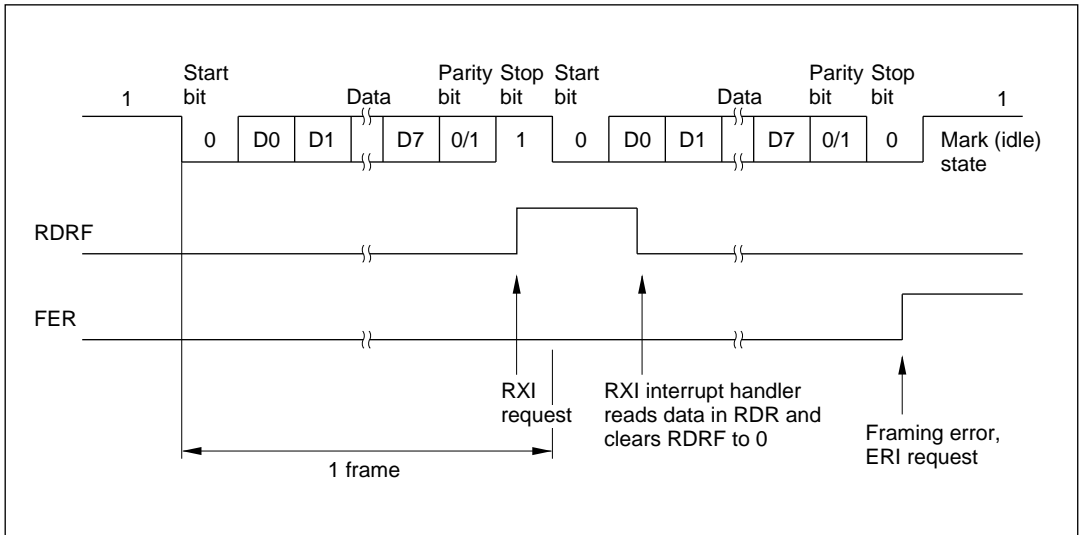 Start bit
Parity bit
Stop bit
Start bit
Parity bit
Stop bit
1
Data
Data
1
0
D0
D1
D7
0/1
1
0
D0
D1
D7
0/1
0
Mark (idle)
state
RDRF
FER
RXI
request
RXI interrupt handler
reads data in RDR and
clears RDRF to 0
Framing error,
ERI request
1 frame